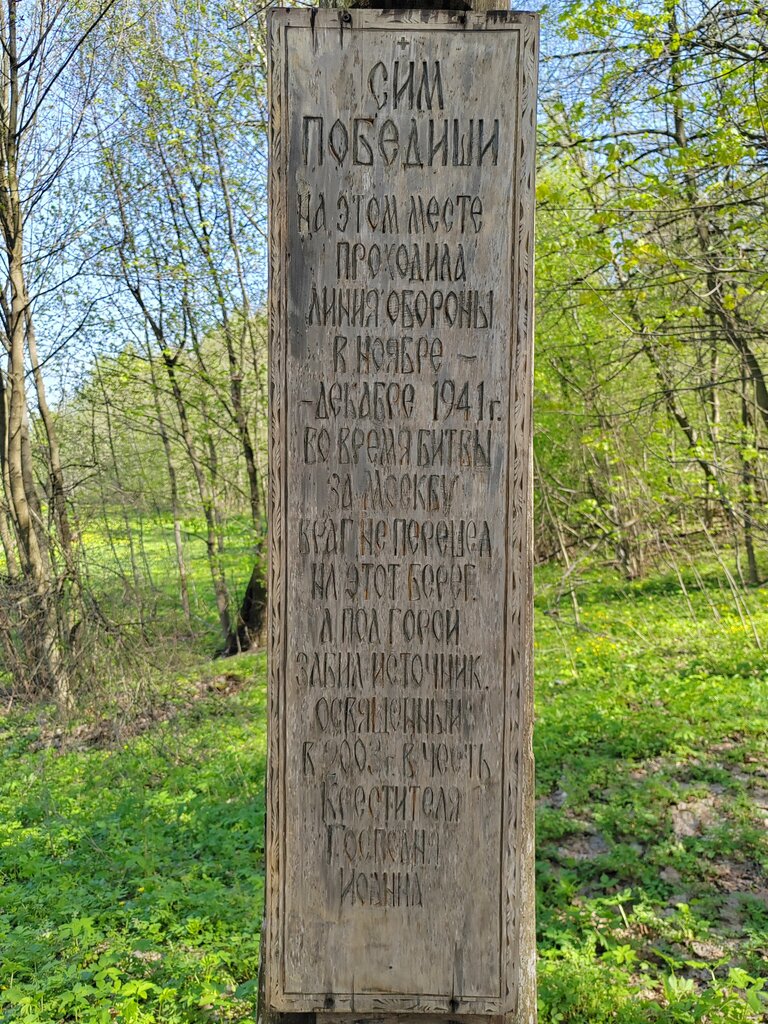 СИМ
ПОБЕДИШИ
НА ЭТОМ МЕСТЕ
ПРОХОДИЛА
ЛИНИЯ ОБОРОНЫ
В НОЯБРЕ –
– ДЕКАБРЕ 1941 г.
ВО ВРЕМЯ БИТВЫ
ЗА МОСКВУ
ВРАГ НЕ ПЕРЕШЕЛ
НА ЭТОТ БЕРЕГ.
А ПОД ГОРОЙ
ЗАБИЛ ИСТОЧНИК,
ОСВЯЩЕННЫЙ
В 2003 г. В ЧЕСТЬ
КРЕСТИТЕЛЯ
ГОСПОДНЯ
ИОАННА